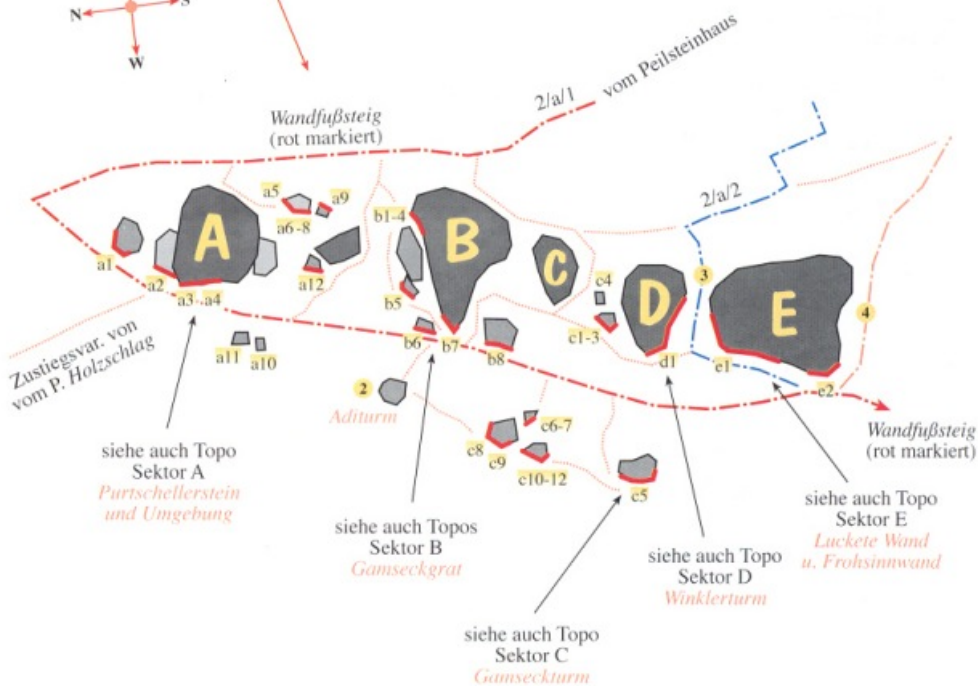 N
S
W
vom Peilsteinhaus
2/a/1
Wandfußsteig
(rot markiert)
2/a/2
a5
a9
a6-8
b1-4
A
B
C
D
E
a1
a2
a3
a4
a12
b5
c4
3
4
c1-3
b6
b7
b8
d1
e1
e2
a11
a10
Zustiegsvar. von
vom P. Holzschlag
2
Aditurm
c6-7
c8
c9
c10-12
c5
Wandfußsteig
(rot markiert)
siehe auch Topo
Sektor A
Purtschellerstein
und Umgebung
siehe auch Topos
Sektor B
Gamseckgrat
siehe auch Topo
Sektor C
Gamseckturm
siehe auch Topo
Sektor D
Winklerturm
siehe auch Topo
Sektor E
Luckete Wand
u. Frohsinnwand